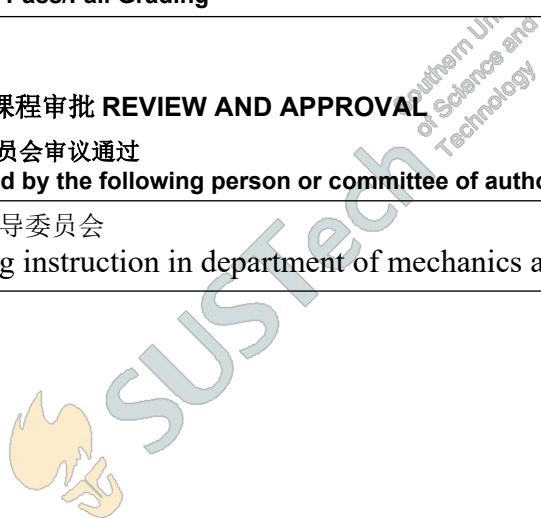 Pass/Fail Grading
课程审批 REVIEW AND APPROVAL
员会审议通过
d by the following person or committee of autho
导委员会
g instruction in department of mechanics a
SUSTech
Southern Uni
of Science and
Technology